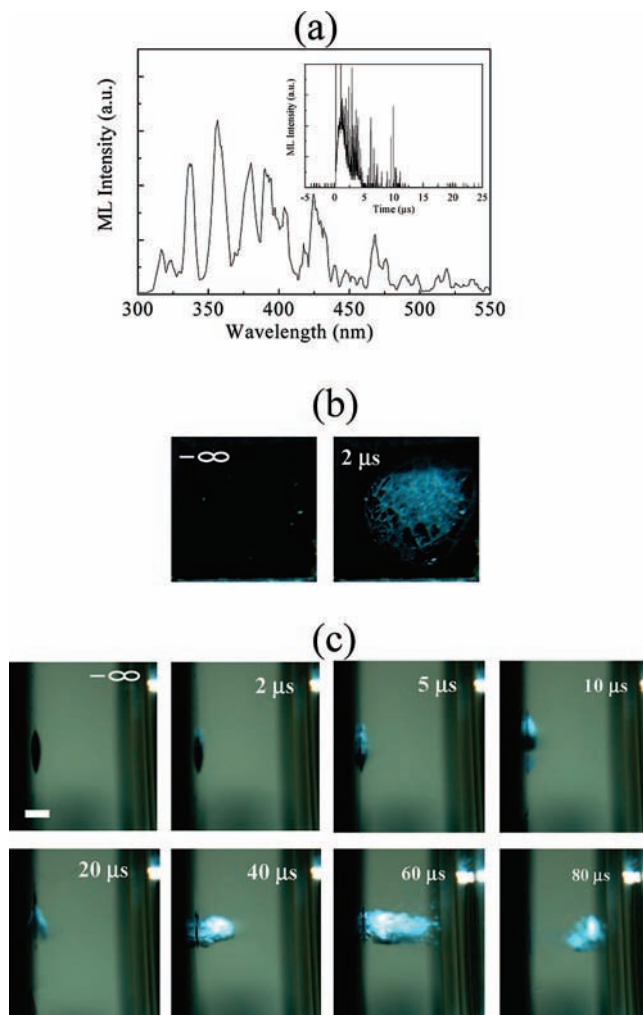 (a)
ML Intensity (a.u.)
ML Intensity (a.u.)
-5 0 5 10 15 20 25
Time (μs)
300 350 400 450 500 550
Wavelength (nm)
(b)
−∞ 2 μs
(c)
−∞ 2 μs 5 μs 10 μs
20 μs 40 μs 60 μs 80 μs